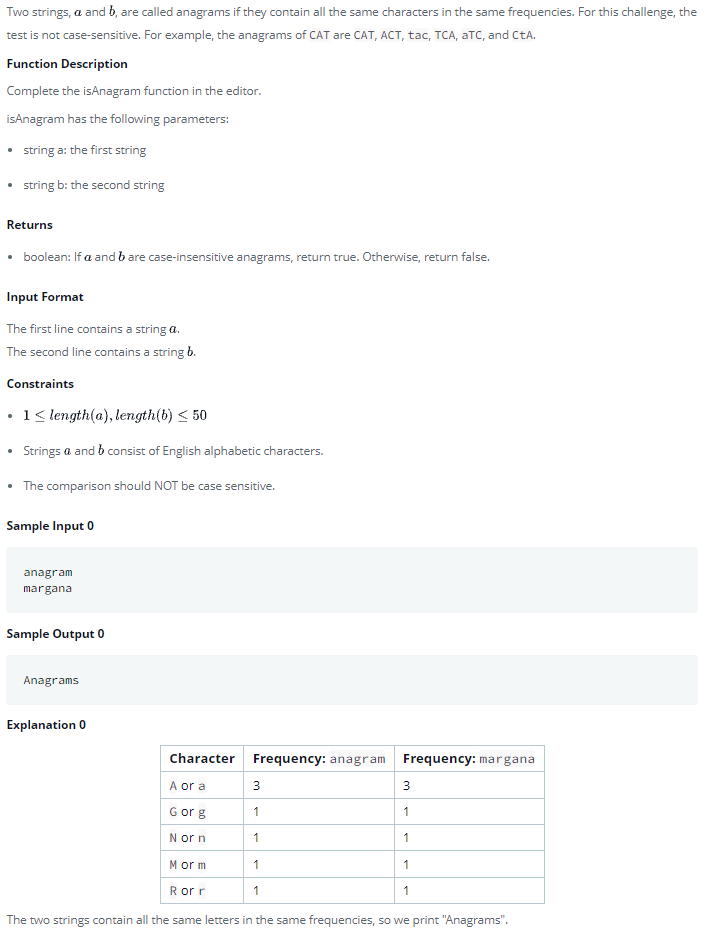 Two strings, a and b, are called anagrams if they contain all the same characters in the same frequencies. For this challenge, the
test is not case-sensitive. For example, the anagrams of CAT are CAT, ACT, tac, TCA, aTC, and CtA.
Function Description
Complete the isAnagram function in the editor.
isAnagram has the following parameters:
• string a: the first string
• string b: the second string
Returns
• boolean: If a and b are case-insensitive anagrams, return true. Otherwise, return false.
Input Format
The first line contains a string a.
The second line contains a string b.
Constraints
• 1 ≤ length(a), length(b) ≤ 50
• Strings a and b consist of English alphabetic characters.
• The comparison should NOT be case sensitive.
Sample Input 0
anagram
margana
Sample Output 0
Anagrams
Explanation 0
Character Frequency: anagram Frequency: margana
A or a 3 3
G or g 1 1
N or n 1 1
M or m 1 1
R or r 1 1
The two strings contain all the same letters in the same frequencies, so we print "Anagrams".